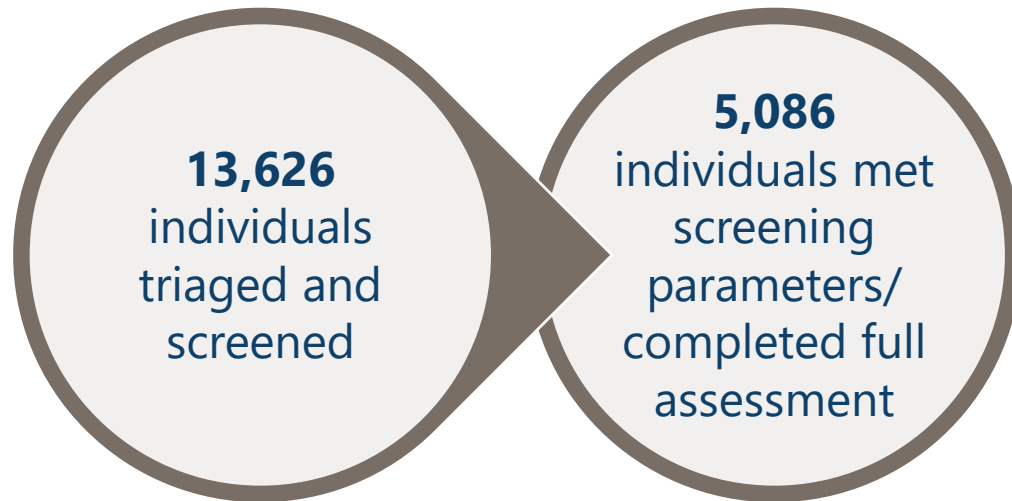 13,626
individuals
triaged and
screened
5,086
individuals met
screening
parameters/
completed full
assessment